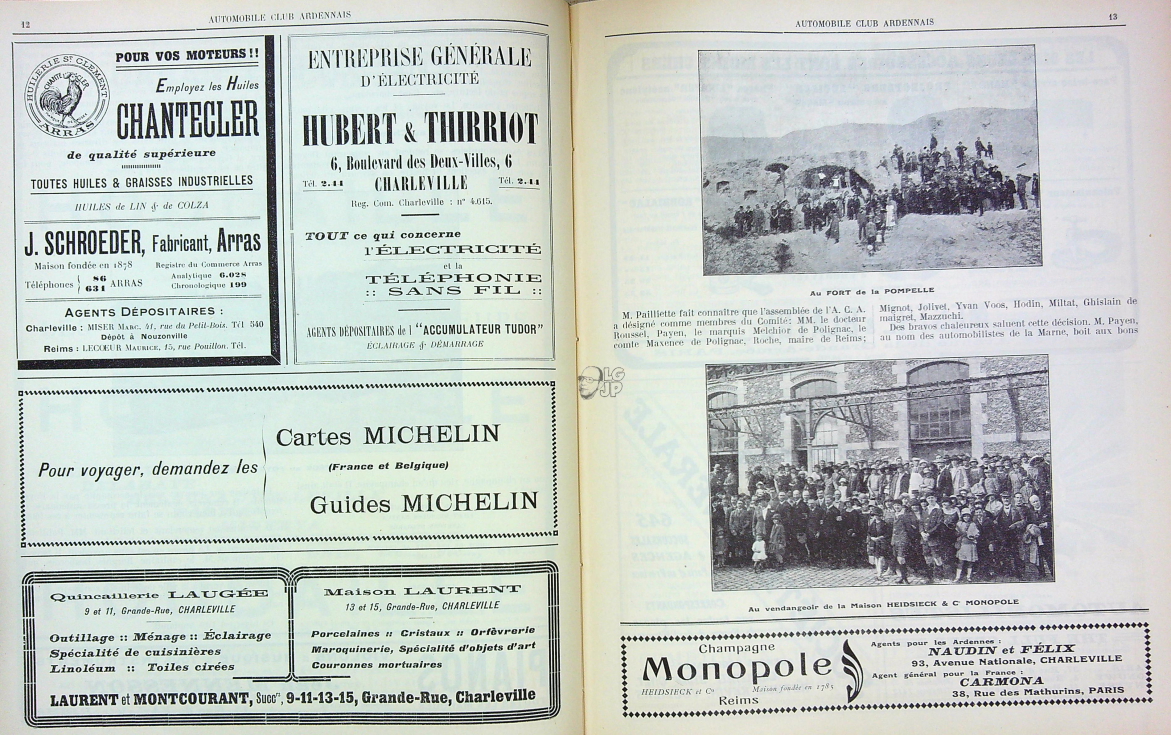 12
AUTOMOBILE CLUB ARDENNAIS
HUILERIE St CLEMENT
CHANTECLER
ARRAS
POUR VOS MOTEURS!!
Employez les Huiles
CHANTECLER
de qualité supérieure
TOUTES HUILES & GRAISSES INDUSTRIELLES
HUILES de LIN & de COLZA
J. SCHROEDER, Fabricant, Arras
Maison fondée en 1878
Téléphones 86 631 ARRAS
Registre du Commerce Arras
Analytique 6.028
Chronologique 199
AGENTS DÉPOSITAIRES :
Charleville : MISER MARC. 41, rue du Petit-Bois. Tél 540
Dépôt à Nouzonville
Reims : LECŒUR MAURICE, 15, rue Pouillon. Tél.
ENTREPRISE GÉNÉRALE
D'ÉLECTRICITÉ
HUBERT & THIRRIOT
6, Boulevard des Deux-Villes, 6
Tél. 2.44 CHARLEVILLE Tél. 2.44
Reg. Com. Charleville : n° 4.615.
TOUT ce qui concerne
l'ÉLECTRICITÉ
et la
TÉLÉPHONIE
:: SANS FIL ::
AGENTS DÉPOSITAIRES de l'"ACCUMULATEUR TUDOR"
ÉCLAIRAGE & DÉMARRAGE
Pour voyager, demandez les
Cartes MICHELIN
(France et Belgique)
Guides MICHELIN
Quincaillerie LAUGÉE
9 et 11, Grande-Rue, CHARLEVILLE
Outillage :: Ménage :: Éclairage
Spécialité de cuisinières
Linoléum :: Toiles cirées
Maison LAURENT
13 et 15, Grande-Rue, CHARLEVILLE
Porcelaines :: Cristaux :: Orfèvrerie
Maroquinerie, Spécialité d'objets d'art
Couronnes mortuaires
LAURENT et MONTCOURANT, Succrs, 9-11-13-15, Grande-Rue, Charleville
AUTOMOBILE CLUB ARDENNAIS
13
Au FORT de la POMPELLE
M. Pailliette fait connaître que l'assemblée de l'A. C. A.
a désigné comme membres du Comité: MM. le docteur
Roussel, Payen, le marquis Melchior de Polignac, le
comte Maxence de Polignac, Roche, maire de Reims;
Mignot, Jolivet, Yvan Voos, Hodin, Miltat, Ghislain de
maigret, Mazzuchi.
Des bravos chaleureux saluent cette décision. M. Payen,
au nom des automobilistes de la Marne, boit aux bons
LG
JP
Au vendangeoir de la Maison HEIDSIECK & Co MONOPOLE
Champagne
Monopole
HEIDSIECK et Co Maison fondée en 1785
Reims
Agents pour les Ardennes :
NAUDIN et FÉLIX
93, Avenue Nationale, CHARLEVILLE
Agent général pour la France :
CARMONA
38, Rue des Mathurins, PARIS